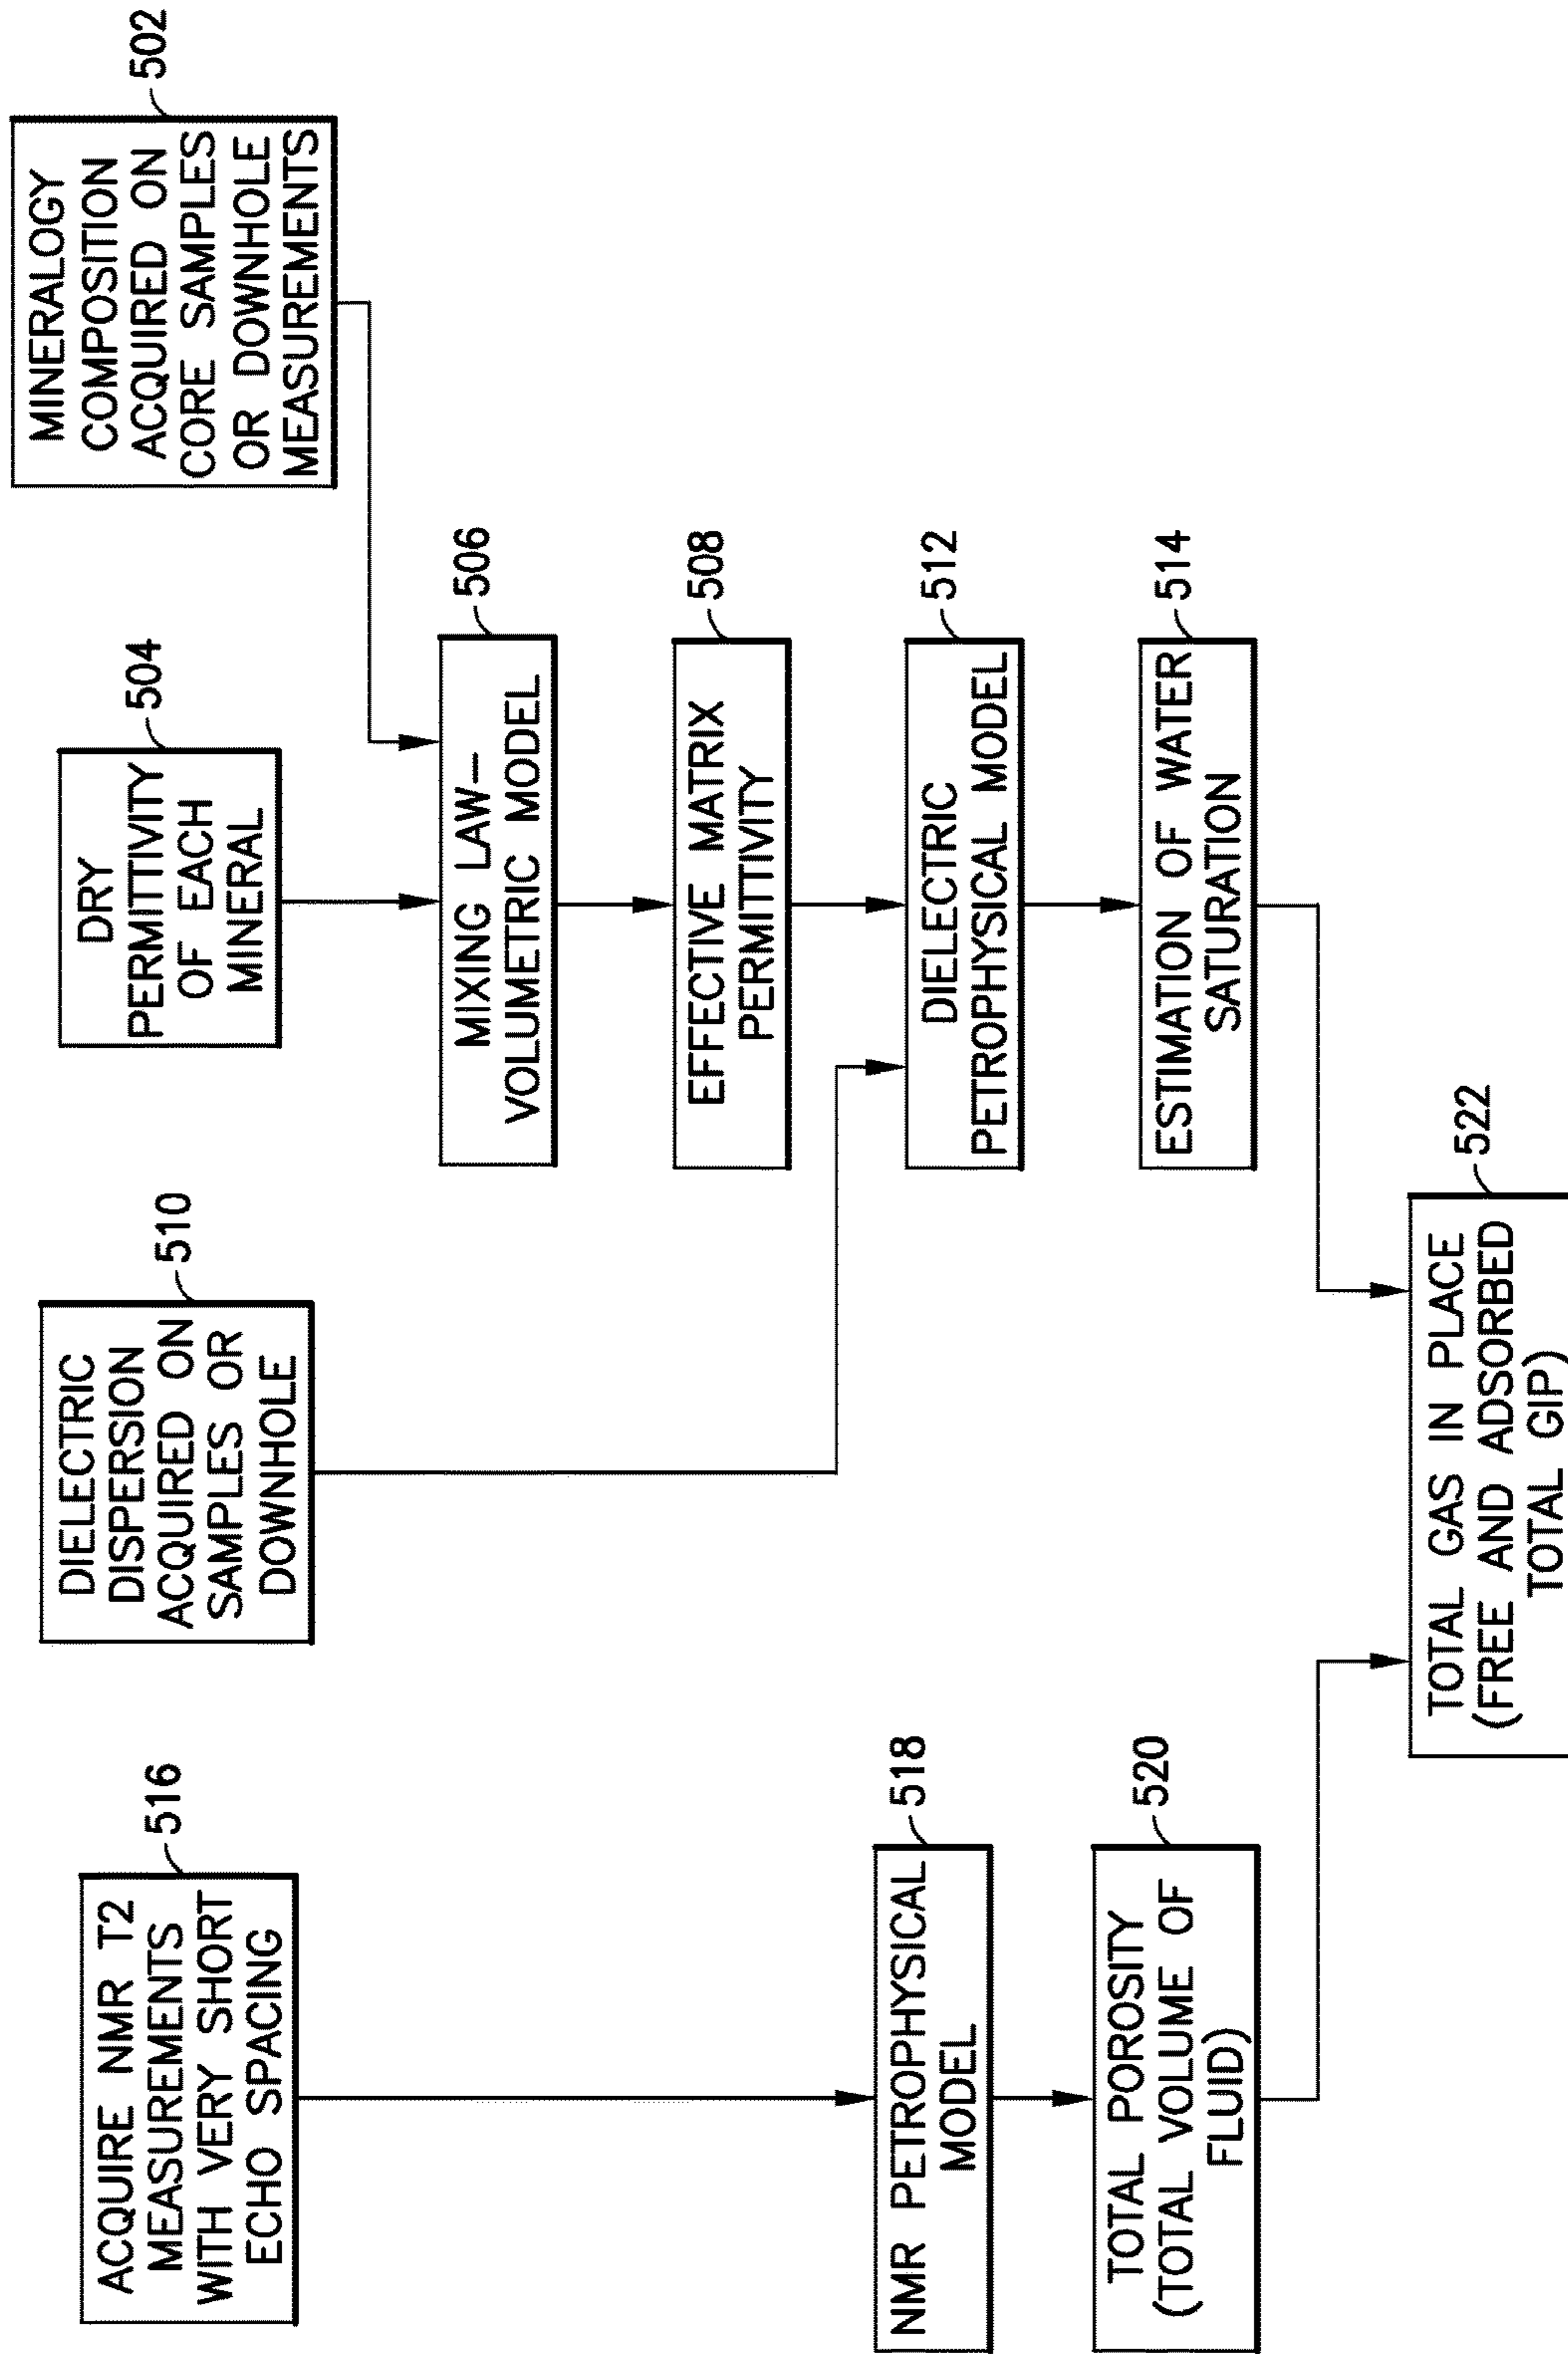 ACQUIRE NMR T2
MEASUREMENTS
WITH VERY SHORT
ECHO SPACING
516
DIELECTRIC
DISPERSION
ACQUIRED ON
SAMPLES OR
DOWNHOLE
510
DRY
PERMITTIVITY
OF EACH
MINERAL
504
MINERALOGY
COMPOSITION
ACQUIRED ON
CORE SAMPLES
OR DOWNHOLE
MEASUREMENTS
502
MIXING LAW–
VOLUMETRIC MODEL
506
EFFECTIVE MATRIX
PERMITTIVITY
508
NMR PETROPHYSICAL
MODEL
518
DIELECTRIC
PETROPHYSICAL MODEL
512
TOTAL POROSITY
(TOTAL VOLUME OF
FLUID)
520
ESTIMATION OF WATER
SATURATION
514
TOTAL GAS IN PLACE
(FREE AND ADSORBED
TOTAL GIP)
522